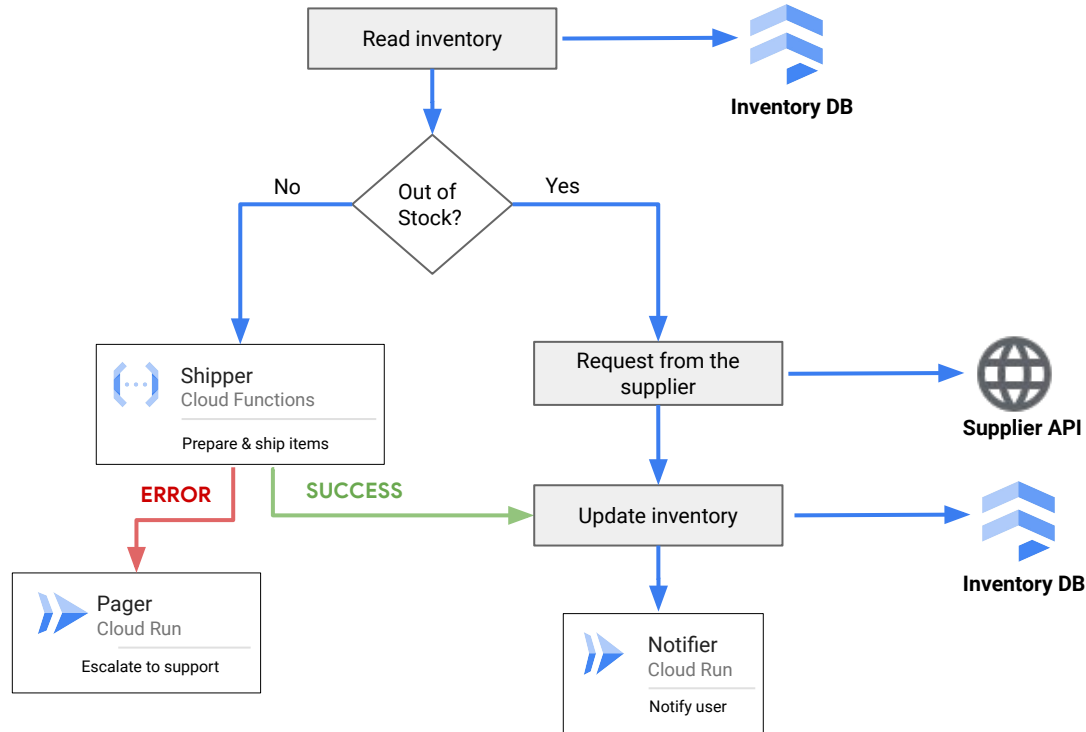 Read inventory
Inventory DB
No
Out of
Stock?
Yes
Shipper
Cloud Functions
Prepare & ship items
Request from the
supplier
Supplier API
ERROR
SUCCESS
Update inventory
Inventory DB
Pager
Cloud Run
Escalate to support
Notifier
Cloud Run
Notify user